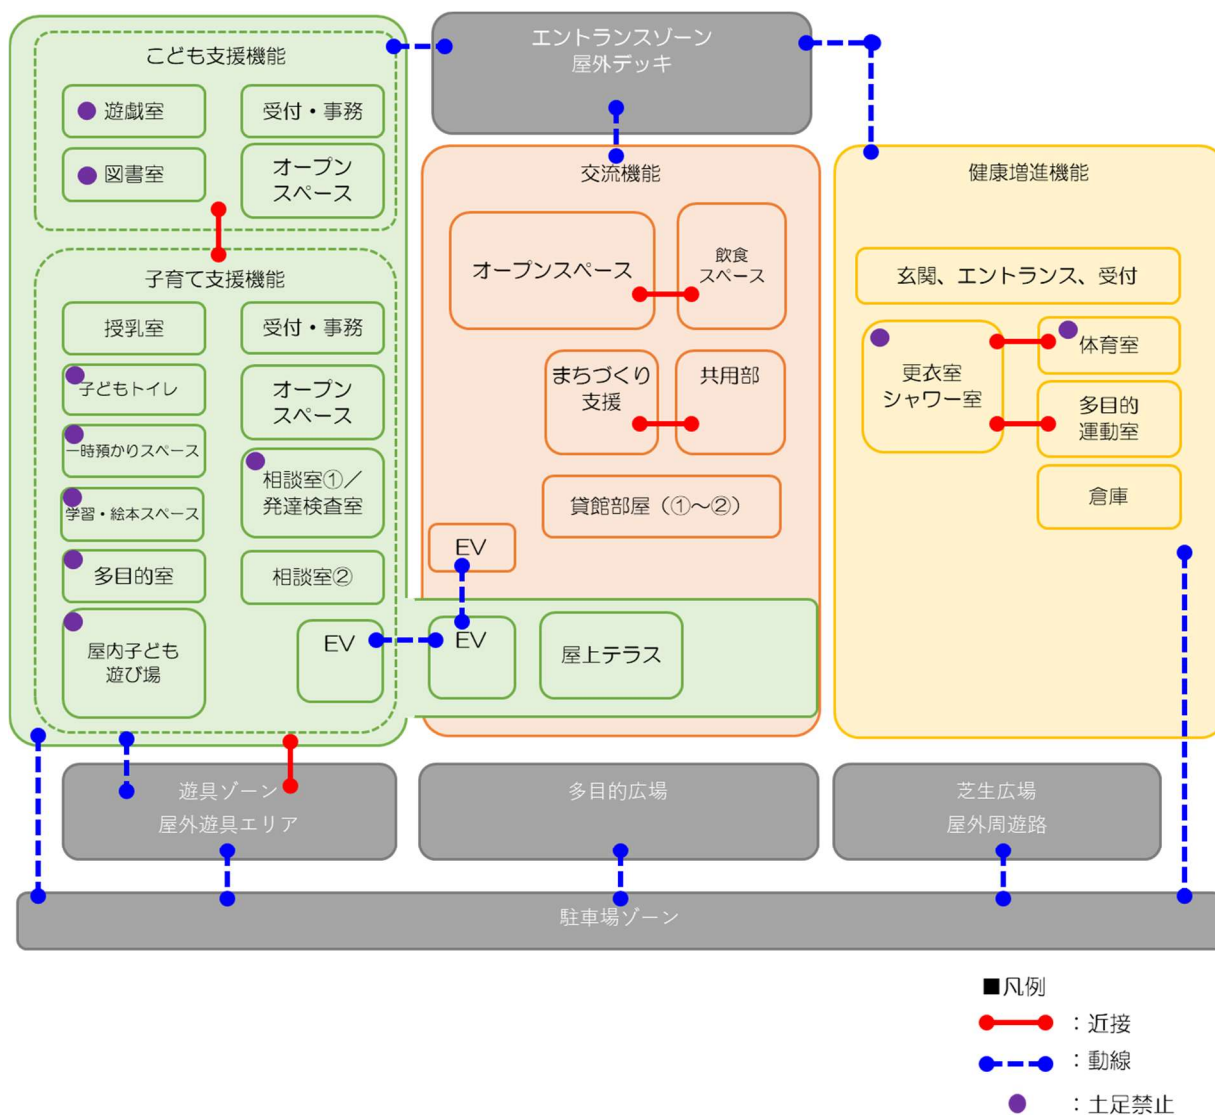 エントランスゾーン
屋外デッキ
こども支援機能
遊戯室
受付・事務
図書室
オープン
スペース
子育て支援機能
授乳室
受付・事務
子どもトイレ
オープン
スペース
一時預かりスペース
相談室①／
発達検査室
学習・絵本スペース
多目的室
相談室②
屋内子ども
遊び場
EV
交流機能
オープンスペース
飲食
スペース
まちづくり
支援
共用部
貸館部屋（①～②）
EV
EV
屋上テラス
健康増進機能
玄関、エントランス、受付
更衣室
シャワー室
体育室
多目的
運動室
倉庫
遊具ゾーン
屋外遊具エリア
多目的広場
芝生広場
屋外周遊路
駐車場ゾーン
■凡例
：近接
：動線
：土足禁止